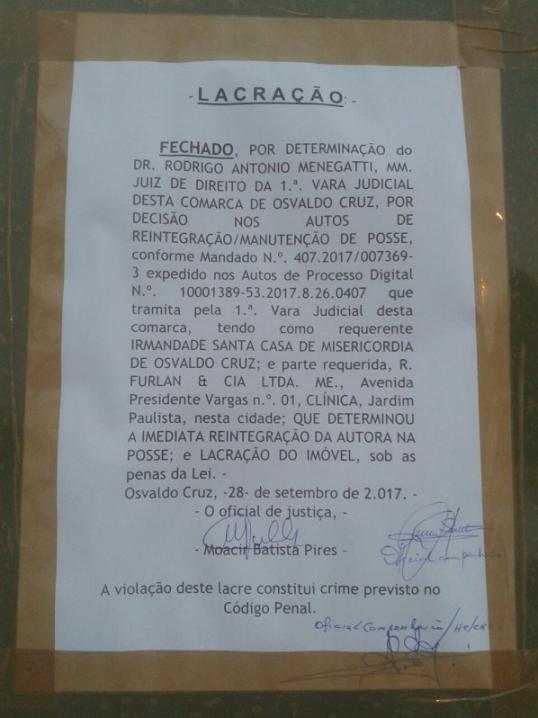 - LACRAÇÃO: -
FECHADO, POR DETERMINAÇÃO do
DR. RODRIGO ANTONIO MENEGATTI, MM.
JUIZ DE DIREITO DA 1.ª. VARA JUDICIAL
DESTA COMARCA DE OSVALDO CRUZ, POR
DECISÃO NOS AUTOS DE
REINTEGRAÇÃO/MANUTENÇÃO DE POSSE,
conforme Mandado N.º. 407.2017/007369-
3 expedido nos Autos de Processo Digital
N.º. 10001389-53.2017.8.26.0407 que
tramita pela 1.ª. Vara Judicial desta
comarca, tendo como requerente
IRMANDADE SANTA CASA DE MISERICORDIA
DE OSVALDO CRUZ; e parte requerida, R.
FURLAN & CIA LTDA. ME., Avenida
Presidente Vargas n.º. 01, CLÍNICA, Jardim
Paulista, nesta cidade; QUE DETERMINOU
A IMEDIATA REINTEGRAÇÃO DA AUTORA NA
POSSE; e LACRAÇÃO DO IMÓVEL, sob as
penas da Lei. -
Osvaldo Cruz, -28- de setembro de 2.017. -
- O oficial de justiça, -
- Moacir Batista Pires -
Oficial
A violação deste lacre constitui crime previsto no
Código Penal.
Oficial